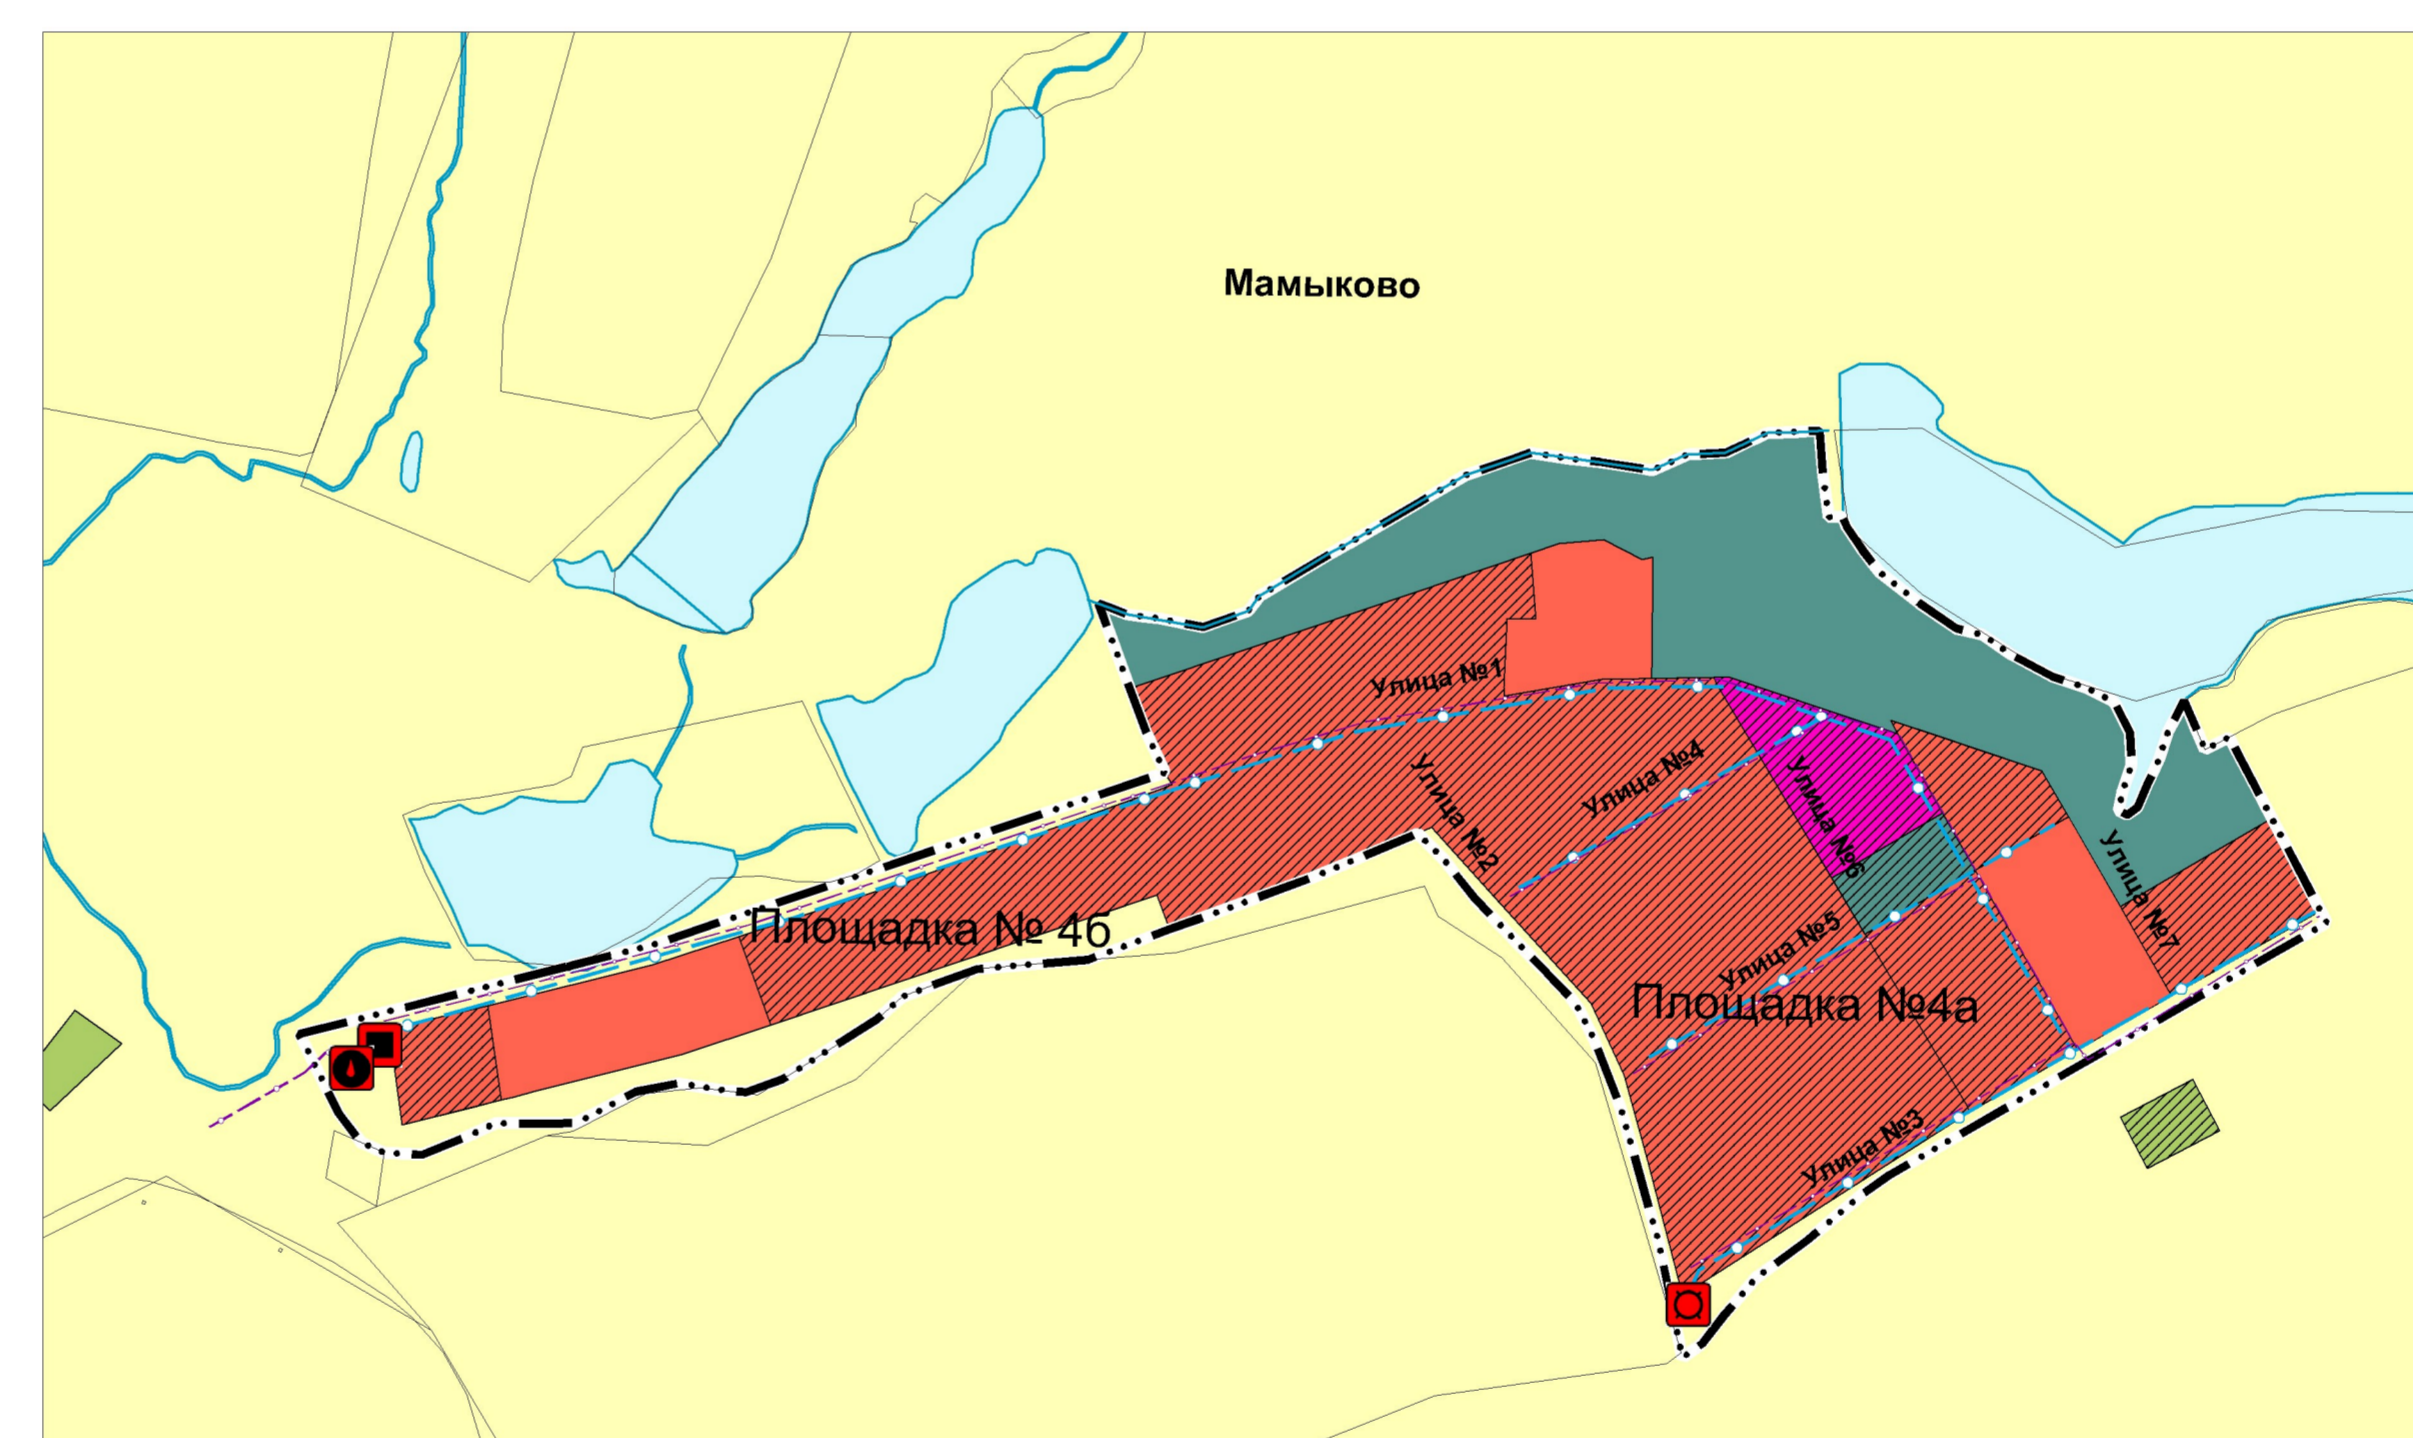 Мамыково
Улица №1
Улица №4
Улица №2
Улица №6
Улица №7
Площадка № 4б
Улица №5
Площадка №4а
Улица №3